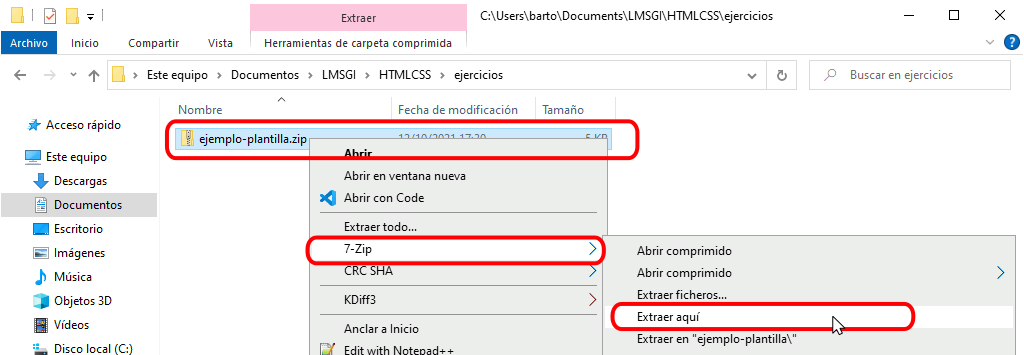 Extraer
C:\Users\barto\Documents\LMSGI\HTMLCSS\ejercicios
Archivo
Inicio
Compartir
Vista
Herramientas de carpeta comprimida
Este equipo > Documentos > LMSGI > HTMLCSS > ejercicios
Buscar en ejercicios
Nombre
Fecha de modificación
Tamaño
Acceso rápido
Este equipo
Descargas
Documentos
Escritorio
Imágenes
Música
Objetos 3D
Vídeos
Disco local (C:)
ejemplo-plantilla.zip
12/10/2021 17:20
5 KB
Abrir
Abrir en ventana nueva
Abrir con Code
Extraer todo...
7-Zip
CRC SHA
KDiff3
Anclar a Inicio
Edit with Notepad++
Abrir comprimido
Abrir comprimido
Extraer ficheros...
Extraer aquí
Extraer en "ejemplo-plantilla\"